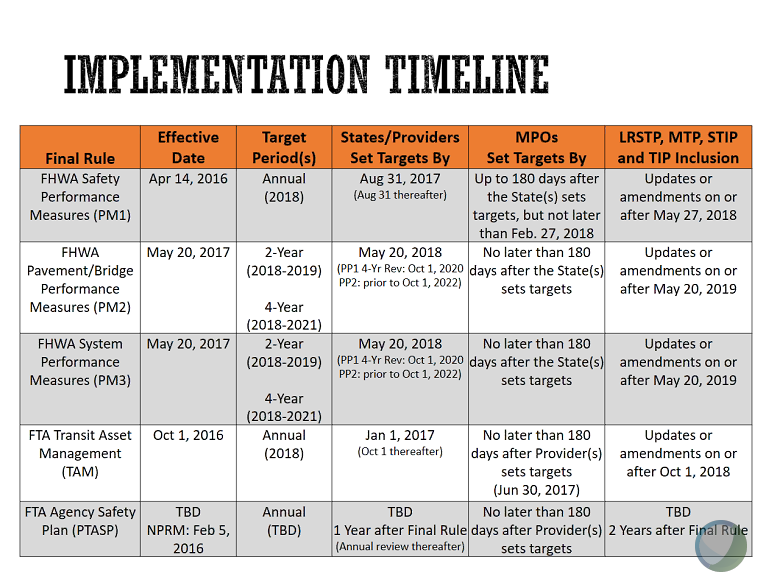 IMPLEMENTATION TIMELINE
Final Rule
Effective
Date
Target
Period(s)
States/Providers
Set Targets By
MPOs
Set Targets By
LRSTP, MTP, STIP
and TIP Inclusion
FHWA Safety
Performance
Measures (PM1)
Apr 14, 2016
Annual
(2018)
Aug 31, 2017
(Aug 31 thereafter)
Up to 180 days after
the State(s) sets
targets, but not later
than Feb. 27, 2018
Updates or
amendments on or
after May 27, 2018
FHWA
Pavement/Bridge
Performance
Measures (PM2)
May 20, 2017
2-Year
(2018-2019)
4-Year
(2018-2021)
May 20, 2018
(PP1 4-Yr Rev: Oct 1, 2020
PP2: prior to Oct 1, 2022)
No later than 180
days after the State(s)
sets targets
Updates or
amendments on or
after May 20, 2019
FHWA System
Performance
Measures (PM3)
May 20, 2017
2-Year
(2018-2019)
4-Year
(2018-2021)
May 20, 2018
(PP1 4-Yr Rev: Oct 1, 2020
PP2: prior to Oct 1, 2022)
No later than 180
days after the State(s)
sets targets
Updates or
amendments on or
after May 20, 2019
FTA Transit Asset
Management
(TAM)
Oct 1, 2016
Annual
(2018)
Jan 1, 2017
(Oct 1 thereafter)
No later than 180
days after Provider(s)
sets targets
(Jun 30, 2017)
Updates or
amendments on or
after Oct 1, 2018
FTA Agency Safety
Plan (PTASP)
TBD
NPRM: Feb 5,
2016
Annual
(TBD)
TBD
1 Year after Final Rule
(Annual review thereafter)
No later than 180
days after Provider(s)
sets targets
TBD
2 Years after Final Rule